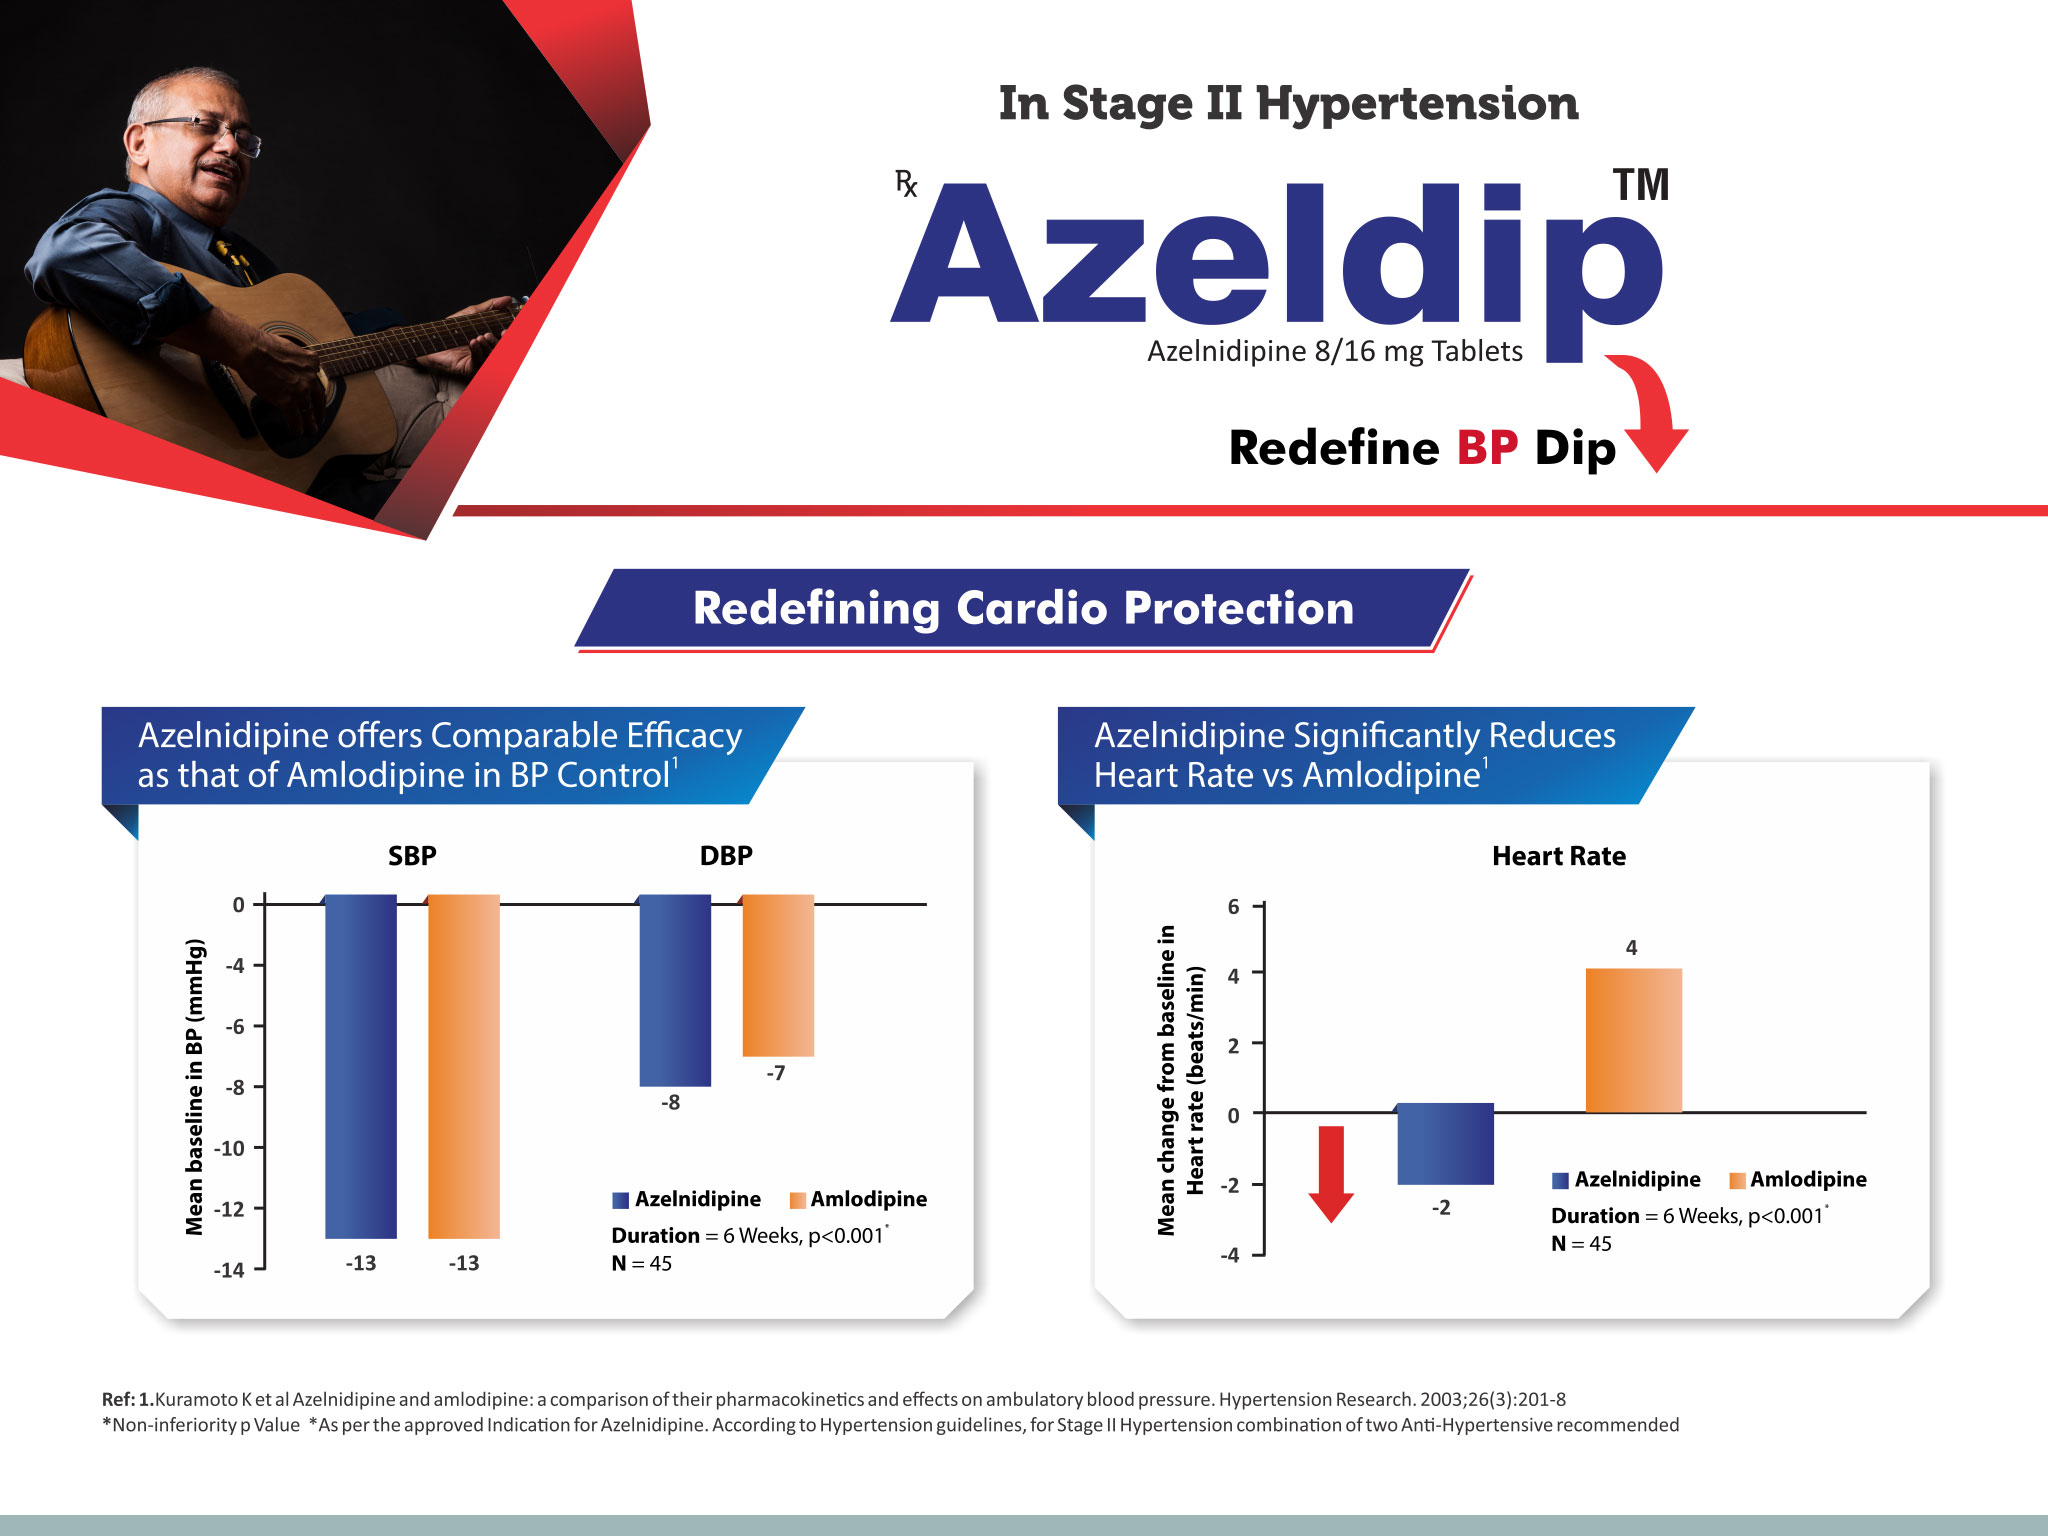 In Stage II Hypertension
Rx Azeldip TM
Azelnidipine 8/16 mg Tablets
Redefine BP Dip
Redefining Cardio Protection
Azelnidipine offers Comparable Efficacy
as that of Amlodipine in BP Control1
SBP DBP
Mean baseline in BP (mmHg)
0
-4
-6
-8
-10
-12
-14
-13
-13
-8
-7
Azelnidipine Amlodipine
Duration = 6 Weeks, p<0.001*
N = 45
Azelnidipine Significantly Reduces
Heart Rate vs Amlodipine1
Heart Rate
Mean change from baseline in
Heart rate (beats/min)
6
4
2
0
-2
-4
4
-2
Azelnidipine Amlodipine
Duration = 6 Weeks, p<0.001*
N = 45
Ref: 1.Kuramoto K et al Azelnidipine and amlodipine: a comparison of their pharmacokinetics and effects on ambulatory blood pressure. Hypertension Research. 2003;26(3):201-8
*Non-inferiority p Value *As per the approved Indication for Azelnidipine. According to Hypertension guidelines, for Stage II Hypertension combination of two Anti-Hypertensive recommended